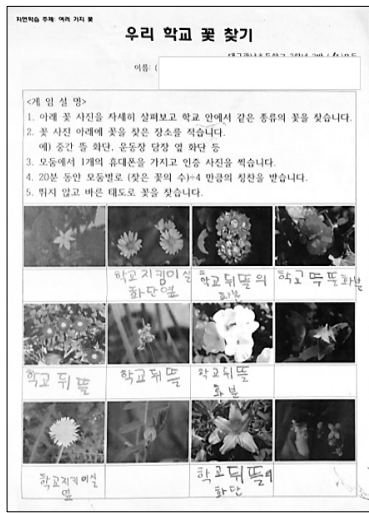 자연학습 주제: 여러 가지 꽃
우리 학교 꽃 찾기
이름: (
<게 임 설 명>
1. 아래 꽃 사진을 자세히 살펴보고 학교 안에서 같은 종류의 꽃을 찾습니다.
2. 꽃 사진 아래에 꽃을 찾은 장소를 적습니다.
예) 중간 뜰 화단, 운동장 담장 옆 화단 등
3. 모둠에서 1개의 휴대폰을 가지고 인증 사진을 찍습니다.
4. 20분 동안 모둠별로 (찾은 꽃의 수)÷4 만큼의 칭찬을 받습니다.
5. 뛰지 않고 바른 태도로 꽃을 찾습니다.
학교지킴이실
화단옆
학교뒤뜰의
화분
학교 화분
학교 뒤 뜰
학교 뒤 뜰
학교뒤뜰
화분
학교지키이실
옆
학교뒤뜰
화단